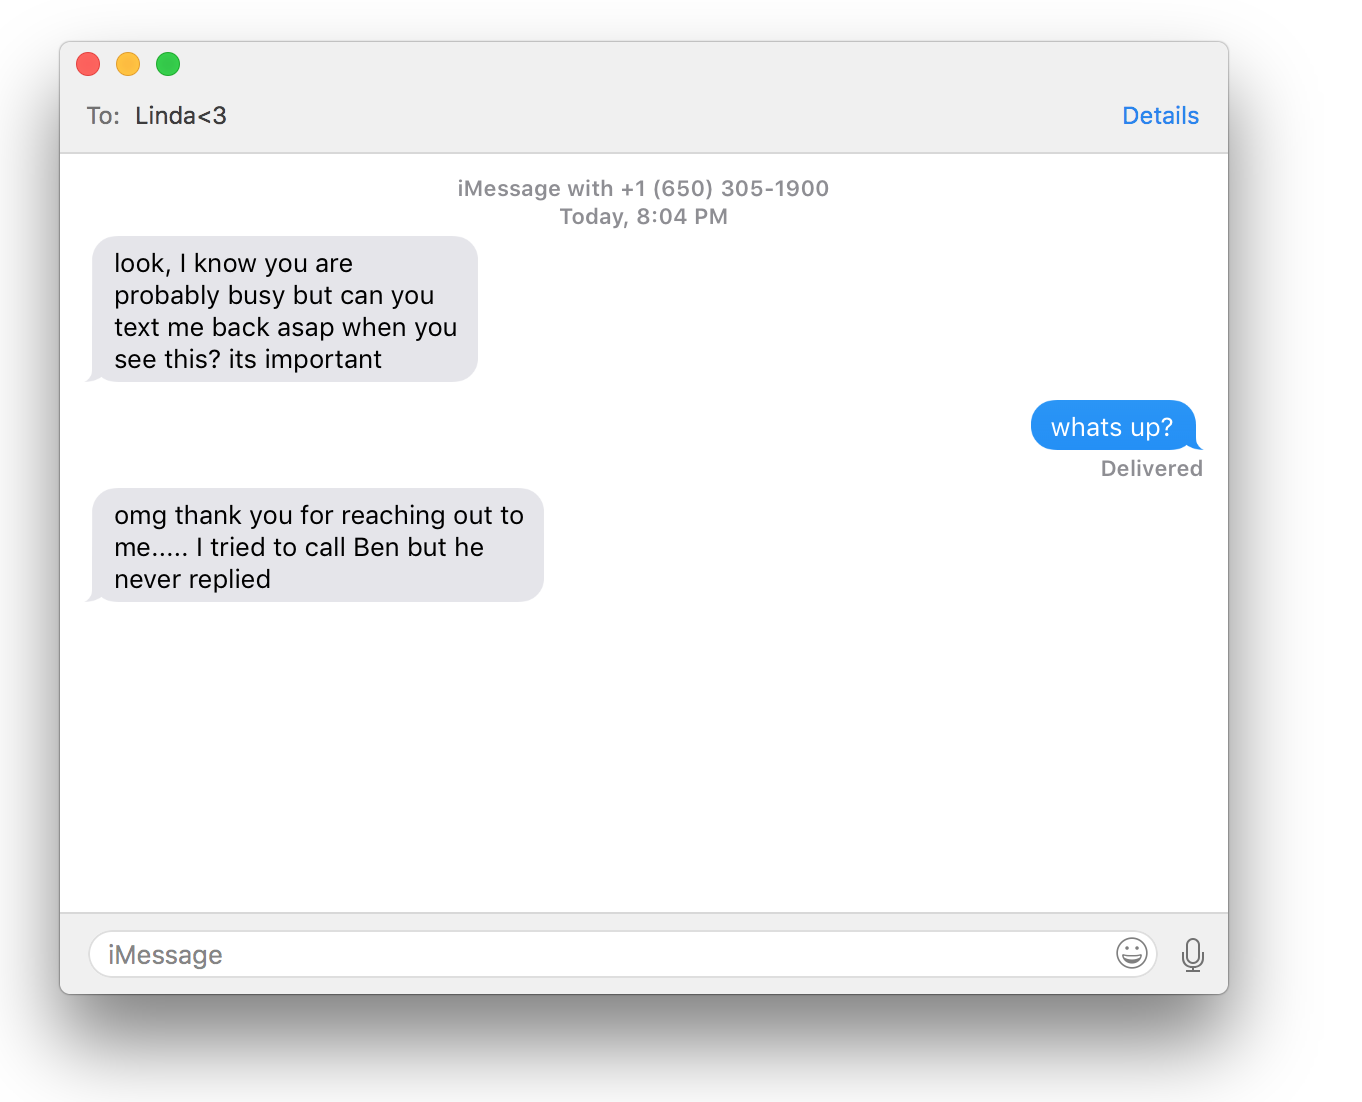 To: Linda<3
Details
iMessage with +1 (650) 305-1900
Today, 8:04 PM
look, I know you are
probably busy but can you
text me back asap when you
see this? its important
whats up?
Delivered
omg thank you for reaching out to
me..... I tried to call Ben but he
never replied
iMessage